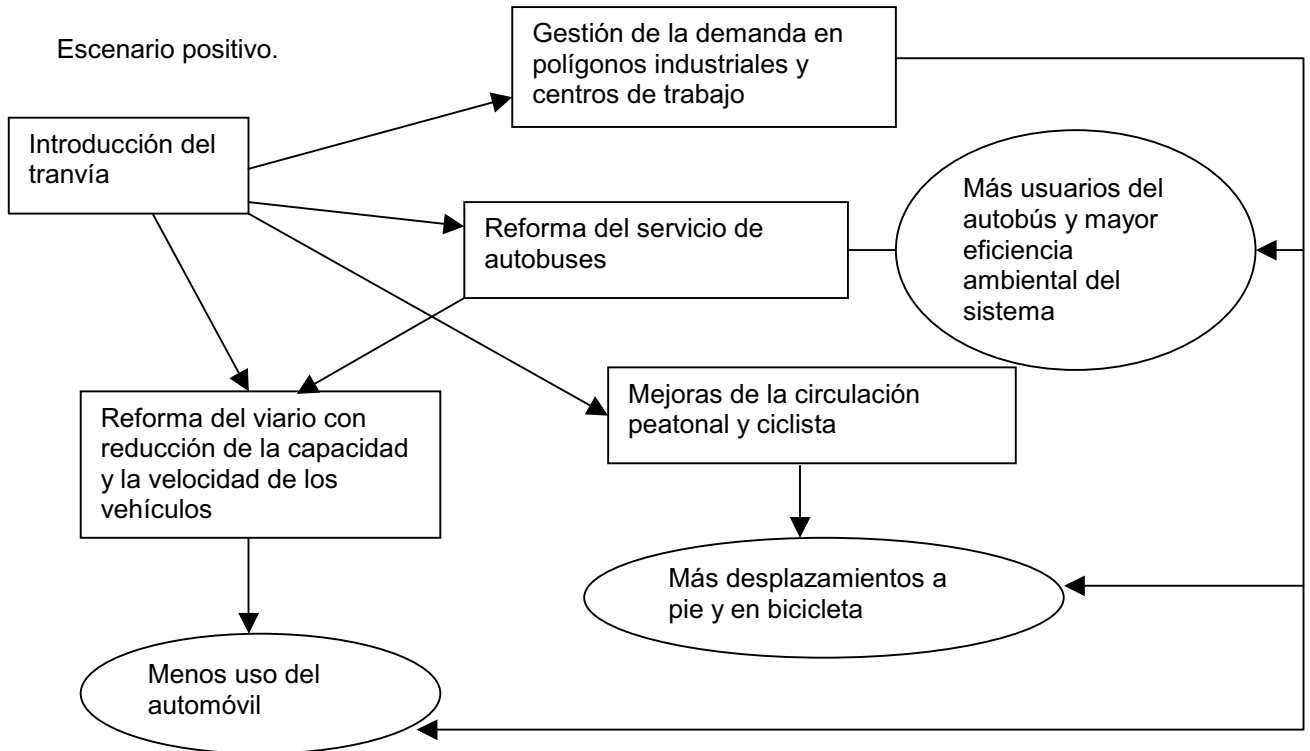 Escenario positivo.
Gestión de la demanda en
polígonos industriales y
centros de trabajo
Introducción del
tranvía
Más usuarios del
autobús y mayor
eficiencia
ambiental del
sistema
Reforma del servicio de
autobuses
Mejoras de la circulación
peatonal y ciclista
Reforma del viario con
reducción de la capacidad
y la velocidad de los
vehículos
Más desplazamientos a
pie y en bicicleta
Menos uso del
automóvil